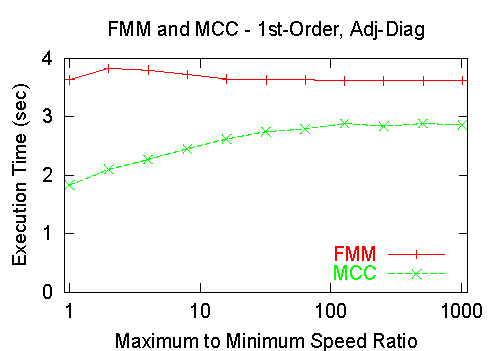 FMM and MCC - 1st-Order, Adj-Diag
Execution Time (sec)
4
3
2
1
0
FMM
MCC
1 10 100 1000
Maximum to Minimum Speed Ratio